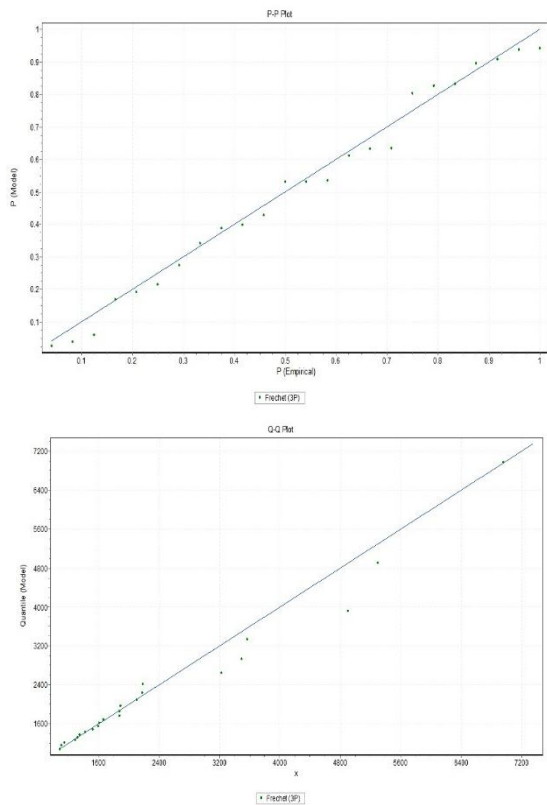 P-P Plot
1
0.9
0.8
0.7
0.6
0.5
0.4
0.3
0.2
0.1
P (Model)
0.1 0.2 0.3 0.4 0.5 0.6 0.7 0.8 0.9 1
P (Empirical)
Frechet (3P)
Q-Q Plot
7200
6400
5600
4800
4000
3200
2400
1600
Quantile (Model)
1600 2400 3200 4000 4800 5600 6400 7200
x
Frechet (3P)